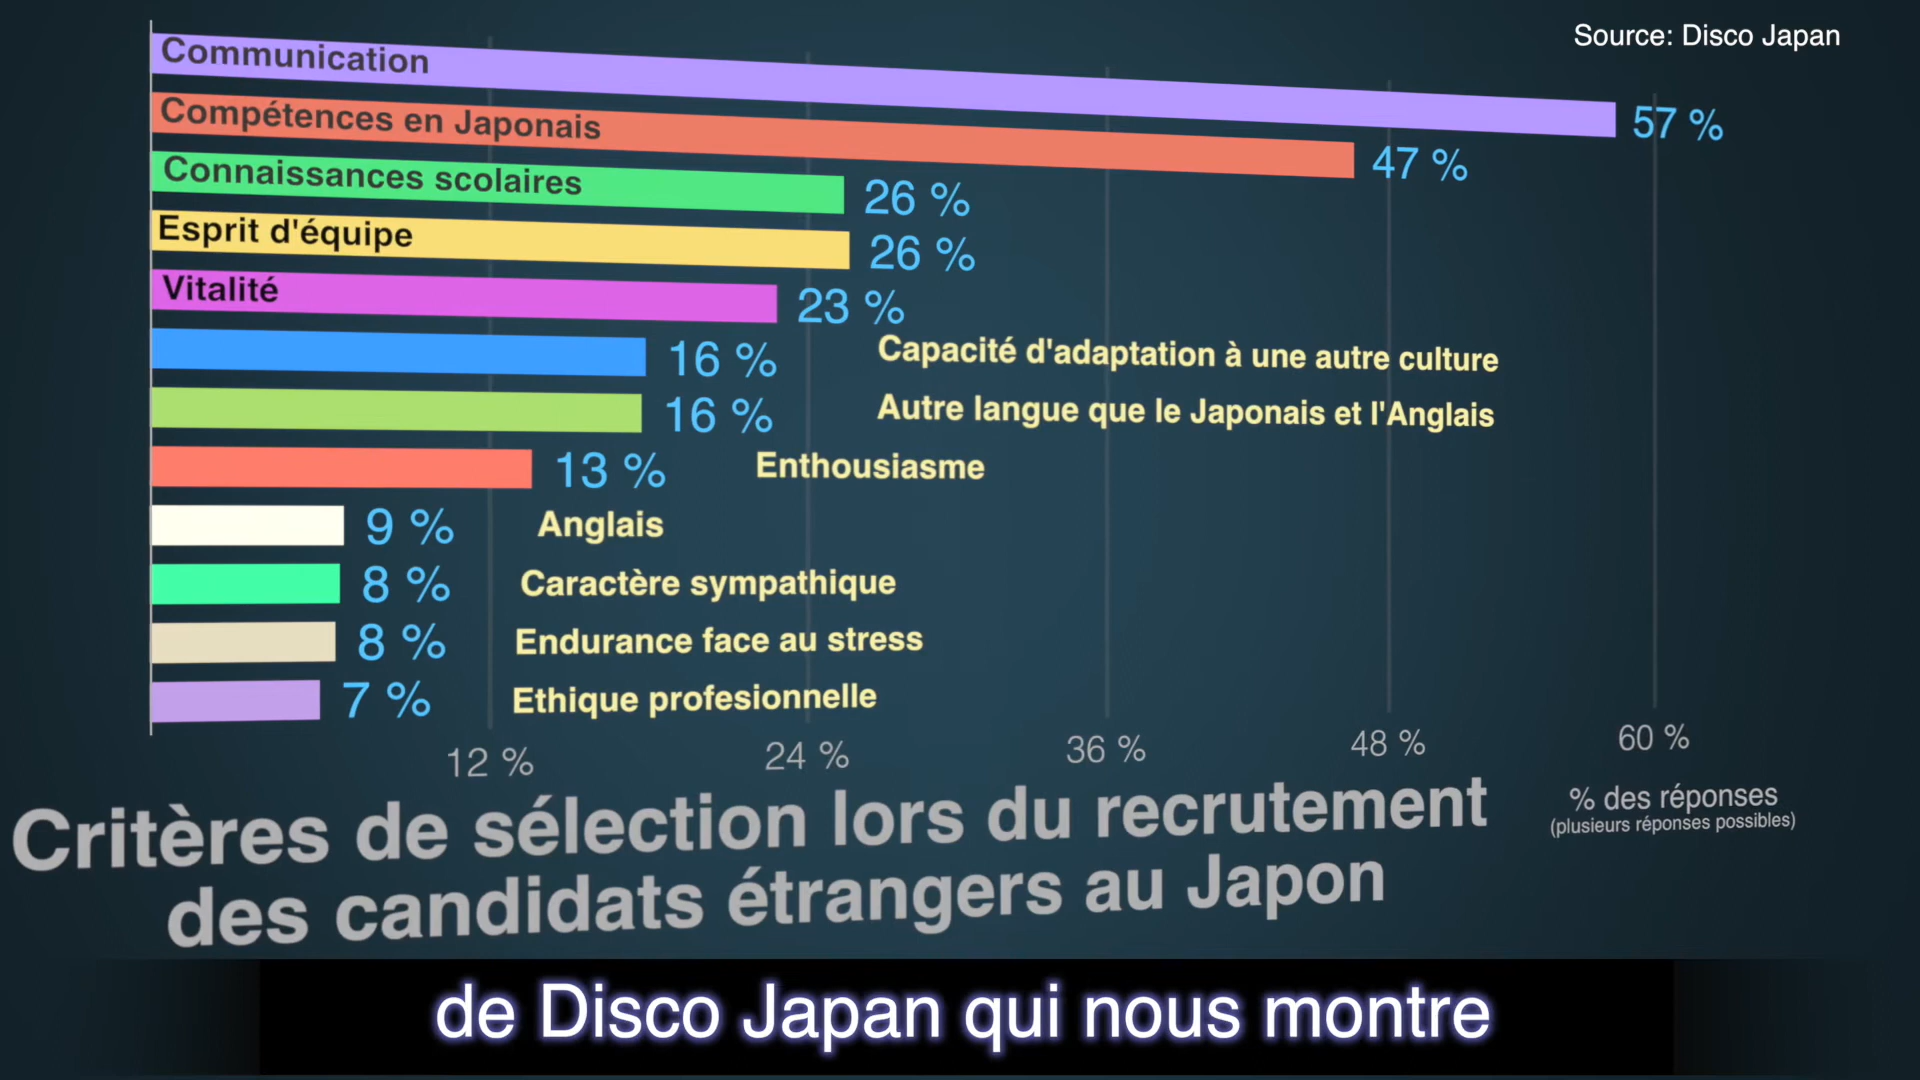 Source: Disco Japan
Communication
57 %
Compétences en Japonais
47 %
Connaissances scolaires
26 %
Esprit d'équipe
26 %
Vitalité
23 %
16 %
Capacité d'adaptation à une autre culture
16 %
Autre langue que le Japonais et l'Anglais
13 %
Enthousiasme
9 %
Anglais
8 %
Caractère sympathique
8 %
Endurance face au stress
7 %
Ethique profesionnelle
12 %
24 %
36 %
48 %
60 %
% des réponses
(plusieurs réponses possibles)
Critères de sélection lors du recrutement
des candidats étrangers au Japon
de Disco Japan qui nous montre